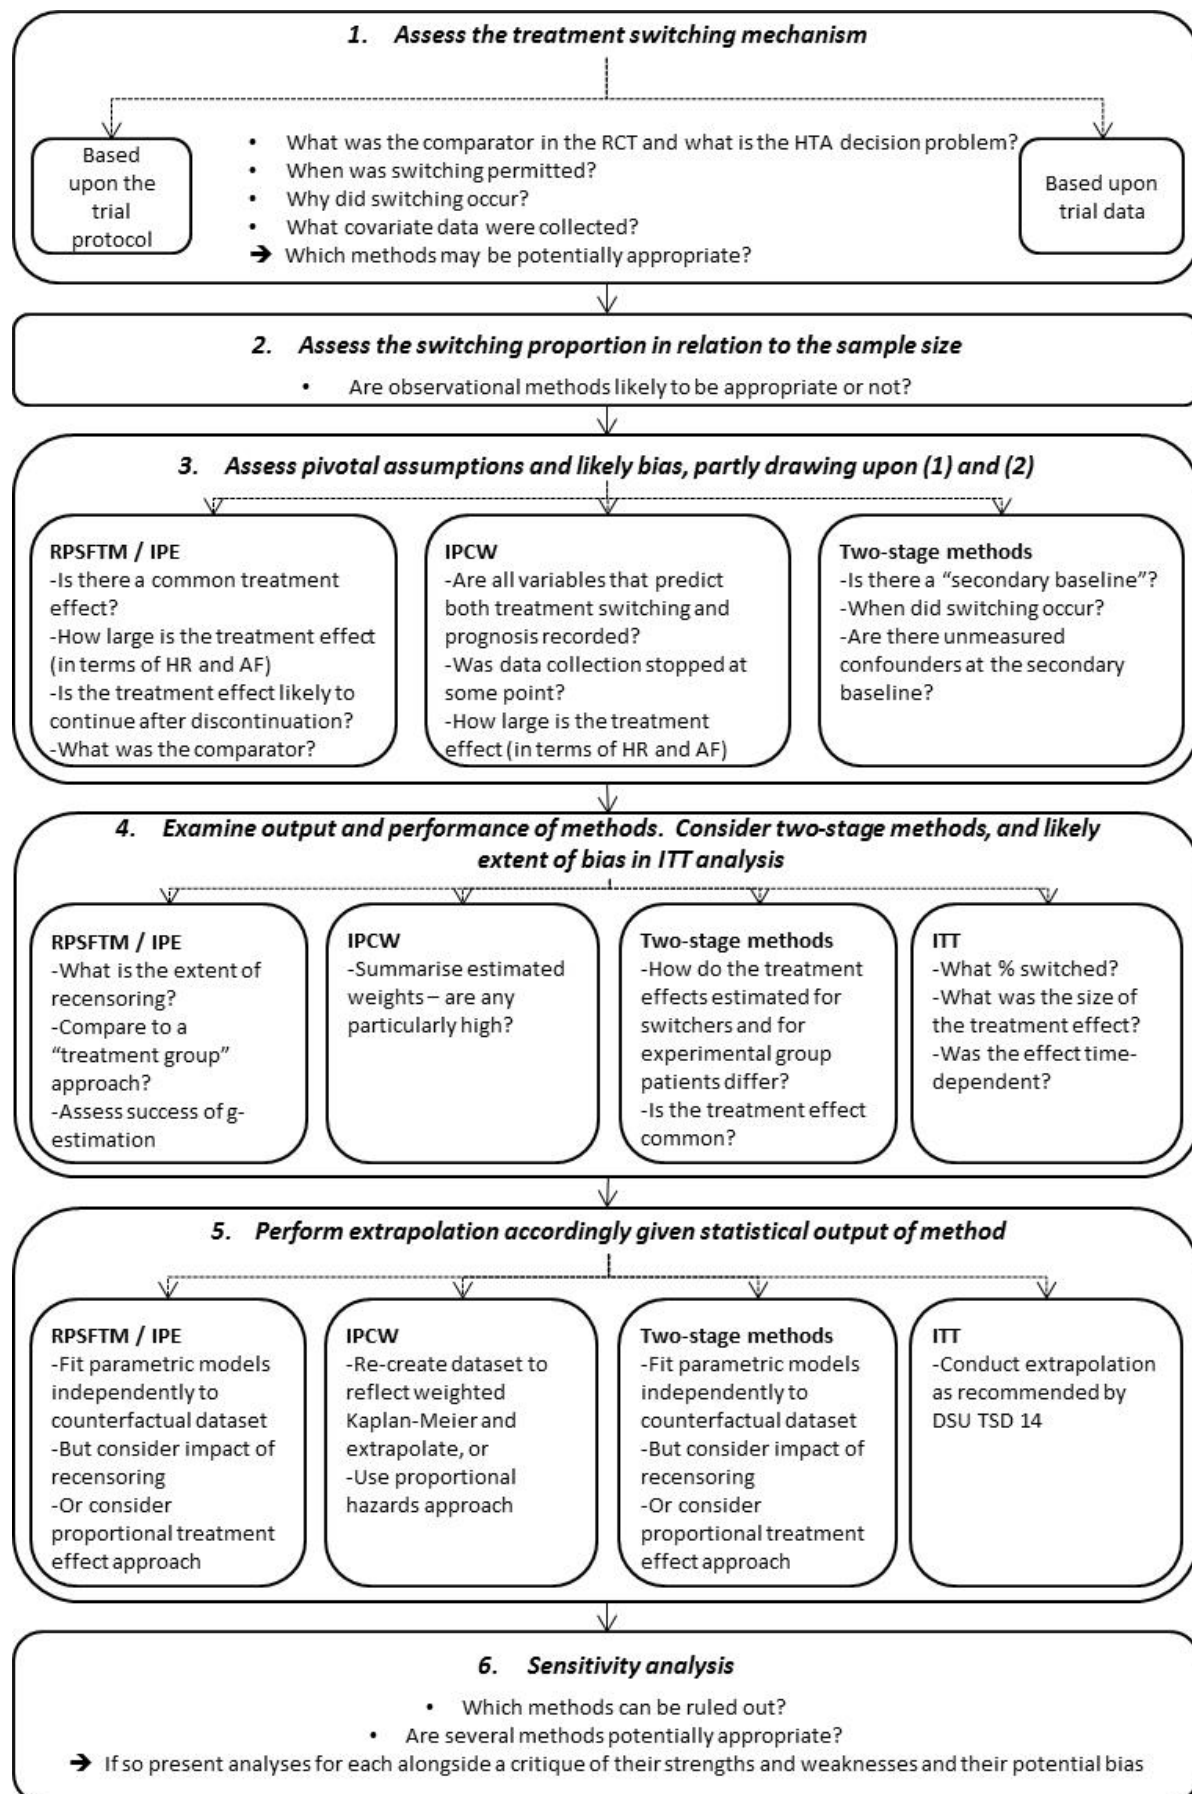 1. Assess the treatment switching mechanism
Based
upon the
trial
protocol
• What was the comparator in the RCT and what is the HTA decision problem?
• When was switching permitted?
• Why did switching occur?
• What covariate data were collected?
➔ Which methods may be potentially appropriate?
Based upon
trial data
2. Assess the switching proportion in relation to the sample size
• Are observational methods likely to be appropriate or not?
3. Assess pivotal assumptions and likely bias, partly drawing upon (1) and (2)
RPSFTM / IPE
-Is there a common treatment
effect?
-How large is the treatment effect
(in terms of HR and AF)
-Is the treatment effect likely to
continue after discontinuation?
-What was the comparator?
IPCW
-Are all variables that predict
both treatment switching and
prognosis recorded?
-Was data collection stopped at
some point?
-How large is the treatment
effect (in terms of HR and AF)
Two-stage methods
-Is there a “secondary baseline”?
-When did switching occur?
-Are there unmeasured
confounders at the secondary
baseline?
4. Examine output and performance of methods. Consider two-stage methods, and likely
extent of bias in ITT analysis
RPSFTM / IPE
-What is the extent of
recensoring?
-Compare to a
“treatment group”
approach?
-Assess success of g-
estimation
IPCW
-Summarise estimated
weights – are any
particularly high?
Two-stage methods
-How do the treatment
effects estimated for
switchers and for
experimental group
patients differ?
-Is the treatment effect
common?
ITT
-What % switched?
-What was the size of
the treatment effect?
-Was the effect time-
dependent?
5. Perform extrapolation accordingly given statistical output of method
RPSFTM / IPE
-Fit parametric models
independently to
counterfactual dataset
-But consider impact of
recensoring
-Or consider
proportional treatment
effect approach
IPCW
-Re-create dataset to
reflect weighted
Kaplan-Meier and
extrapolate, or
-Use proportional
hazards approach
Two-stage methods
-Fit parametric models
independently to
counterfactual dataset
-But consider impact of
recensoring
-Or consider
proportional treatment
effect approach
ITT
-Conduct extrapolation
as recommended by
DSU TSD 14
6. Sensitivity analysis
• Which methods can be ruled out?
• Are several methods potentially appropriate?
➔ If so present analyses for each alongside a critique of their strengths and weaknesses and their potential bias